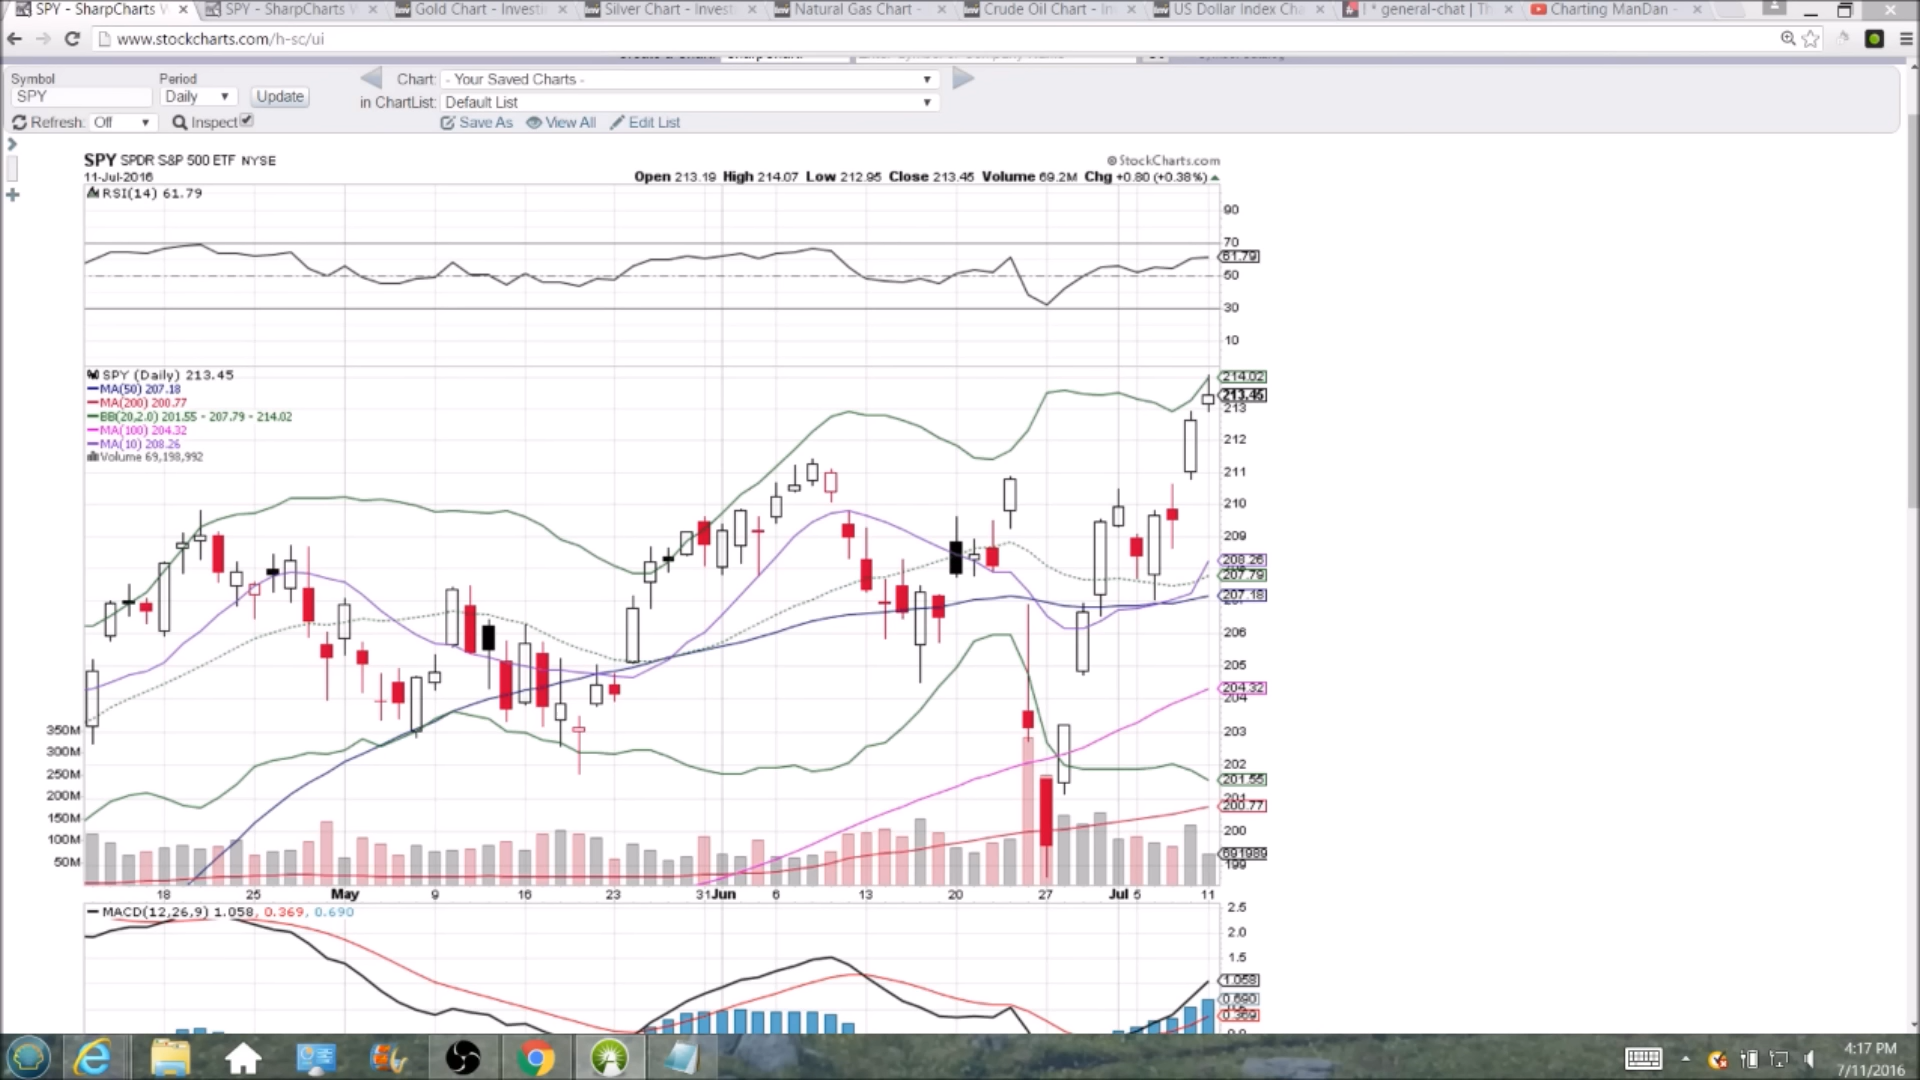 SPY - SharpCharts W
SPY - SharpCharts W
Gold Chart - Investi
Silver Chart - Invest
Natural Gas Chart -
Crude Oil Chart - In
US Dollar Index Cha
! * general-chat | Th
Charting ManDan -
www.stockcharts.com/h-sc/ui
Symbol
Period
Chart: - Your Saved Charts -
SPY
Daily
Update
in ChartList: Default List
Refresh: Off
Inspect
Save As
View All
Edit List
SPY SPDR S&P 500 ETF NYSE
© StockCharts.com
11-Jul-2016
Open 213.19 High 214.07 Low 212.95 Close 213.45 Volume 69.2M Chg +0.80 (+0.38%)
RSI(14) 61.79
90
70
61.79
50
30
10
SPY (Daily) 213.45
MA(50) 207.18
MA(200) 200.77
BB(20,2.0) 201.55 - 207.79 - 214.02
MA(100) 204.32
MA(10) 208.26
Volume 69,198,992
214.02
213.45
213
212
211
210
209
208.26
207.79
207.18
206
205
204.32
204
203
202
201.55
201
200.77
200
69198989
199
350M
300M
250M
200M
150M
100M
50M
18 25 May 9 16 23 31 Jun 6 13 20 27 Jul 5 11
MACD(12,26,9) 1.058, 0.369, 0.690
2.5
2.0
1.5
1.058
0.690
0.369
0.0
4:17 PM
7/11/2016